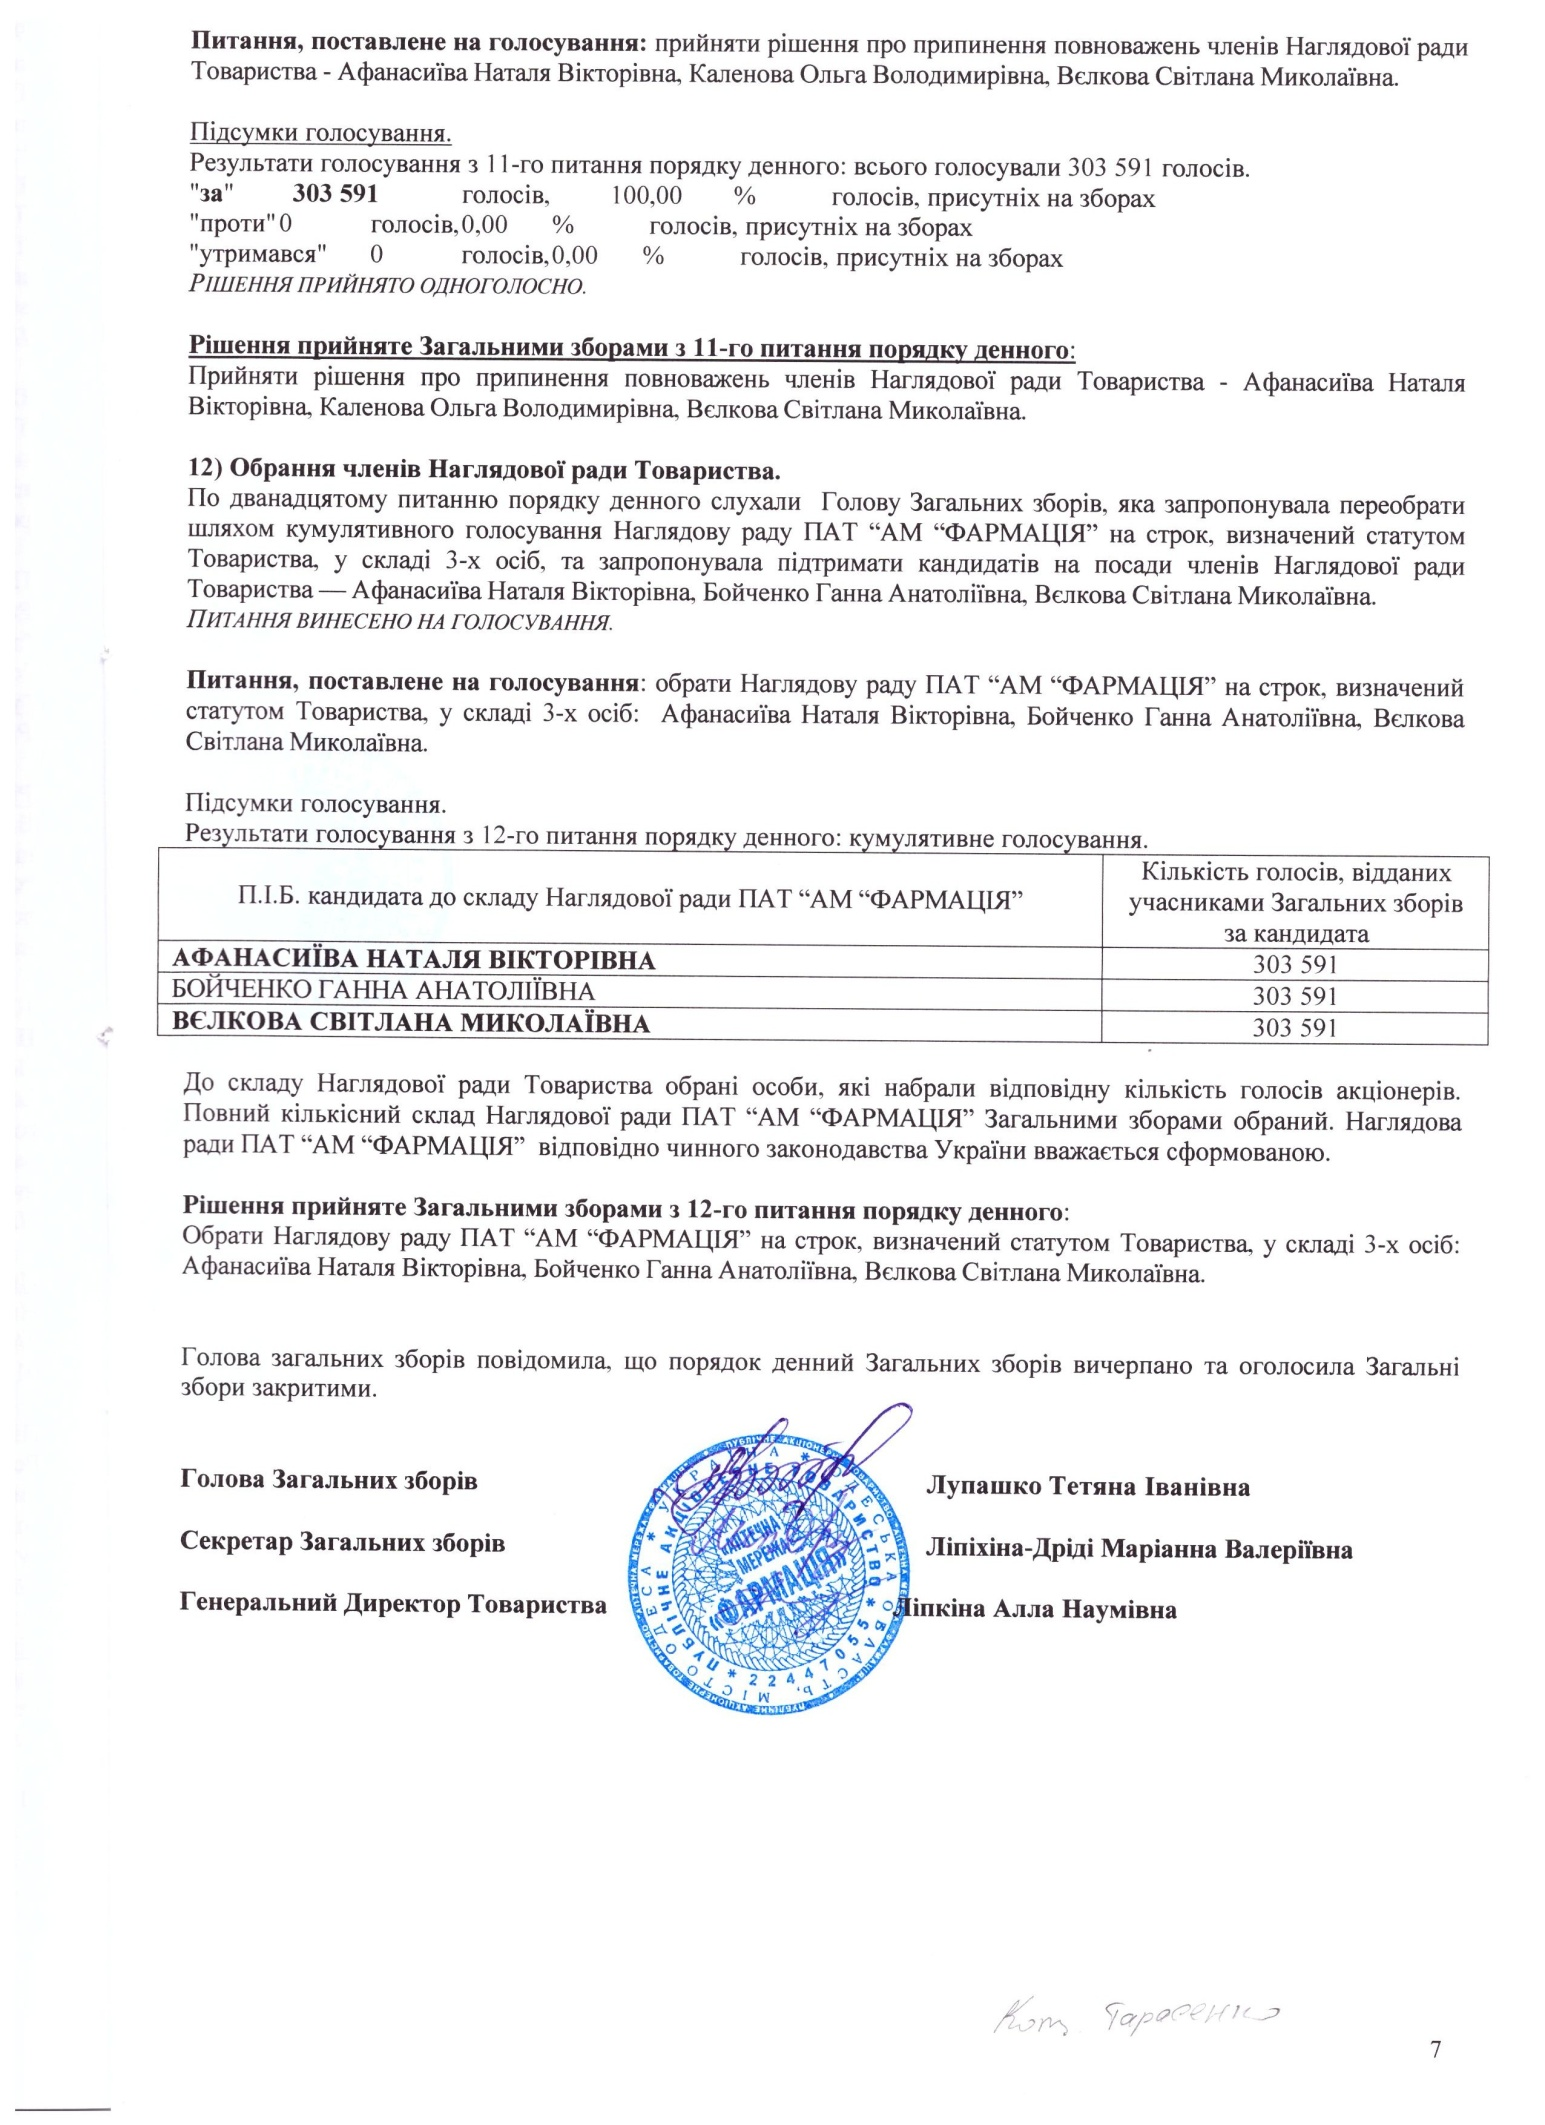 Питання, поставлене на голосування: прийняти рішення про припинення повноважень членів Наглядової ради
Товариства - Афанасиїва Наталя Вікторівна, Каленова Ольга Володимирівна, Вєлкова Світлана Миколаївна.
Підсумки голосування.
Результати голосування з 11-го питання порядку денного: всього голосували 303 591 голосів.
"за" 303 591 голосів, 100,00 % голосів, присутніх на зборах
"проти" 0 голосів, 0,00 % голосів, присутніх на зборах
"утримався" 0 голосів, 0,00 % голосів, присутніх на зборах
РІШЕННЯ ПРИЙНЯТО ОДНОГОЛОСНО.
Рішення прийняте Загальними зборами з 11-го питання порядку денного:
Прийняти рішення про припинення повноважень членів Наглядової ради Товариства - Афанасиїва Наталя
Вікторівна, Каленова Ольга Володимирівна, Вєлкова Світлана Миколаївна.
12) Обрання членів Наглядової ради Товариства.
По дванадцятому питанню порядку денного слухали Голову Загальних зборів, яка запропонувала переобрати
шляхом кумулятивного голосування Наглядову раду ПАТ “АМ “ФАРМАЦІЯ” на строк, визначений статутом
Товариства, у складі 3-х осіб, та запропонувала підтримати кандидатів на посади членів Наглядової ради
Товариства — Афанасиїва Наталя Вікторівна, Бойченко Ганна Анатоліївна, Вєлкова Світлана Миколаївна.
ПИТАННЯ ВИНЕСЕНО НА ГОЛОСУВАННЯ.
Питання, поставлене на голосування: обрати Наглядову раду ПАТ “АМ “ФАРМАЦІЯ” на строк, визначений
статутом Товариства, у складі 3-х осіб: Афанасиїва Наталя Вікторівна, Бойченко Ганна Анатоліївна, Вєлкова
Світлана Миколаївна.
Підсумки голосування.
Результати голосування з 12-го питання порядку денного: кумулятивне голосування.
П.І.Б. кандидата до складу Наглядової ради ПАТ “АМ “ФАРМАЦІЯ”
Кількість голосів, відданих
учасниками Загальних зборів
за кандидата
АФАНАСИЇВА НАТАЛЯ ВІКТОРІВНА 303 591
БОЙЧЕНКО ГАННА АНАТОЛІЇВНА 303 591
ВЄЛКОВА СВІТЛАНА МИКОЛАЇВНА 303 591
До складу Наглядової ради Товариства обрані особи, які набрали відповідну кількість голосів акціонерів.
Повний кількісний склад Наглядової ради ПАТ “АМ “ФАРМАЦІЯ” Загальними зборами обраний. Наглядова
ради ПАТ “АМ “ФАРМАЦІЯ” відповідно чинного законодавства України вважається сформованою.
Рішення прийняте Загальними зборами з 12-го питання порядку денного:
Обрати Наглядову раду ПАТ “АМ “ФАРМАЦІЯ” на строк, визначений статутом Товариства, у складі 3-х осіб:
Афанасиїва Наталя Вікторівна, Бойченко Ганна Анатоліївна, Вєлкова Світлана Миколаївна.
Голова загальних зборів повідомила, що порядок денний Загальних зборів вичерпано та оголосила Загальні
збори закритими.
Голова Загальних зборів Лупашко Тетяна Іванівна
Секретар Загальних зборів Ліпіхіна-Дріді Маріанна Валеріївна
Генеральний Директор Товариства Ліпкіна Алла Наумівна
УКРАЇНА * ОДЕСЬКА ОБЛАСТЬ, МІСТО ОДЕСА *
ПУБЛІЧНЕ АКЦІОНЕРНЕ ТОВАРИСТВО * 22447055 *
«АПТЕЧНА
МЕРЕЖА
«ФАРМАЦІЯ»
Тарасенко
7